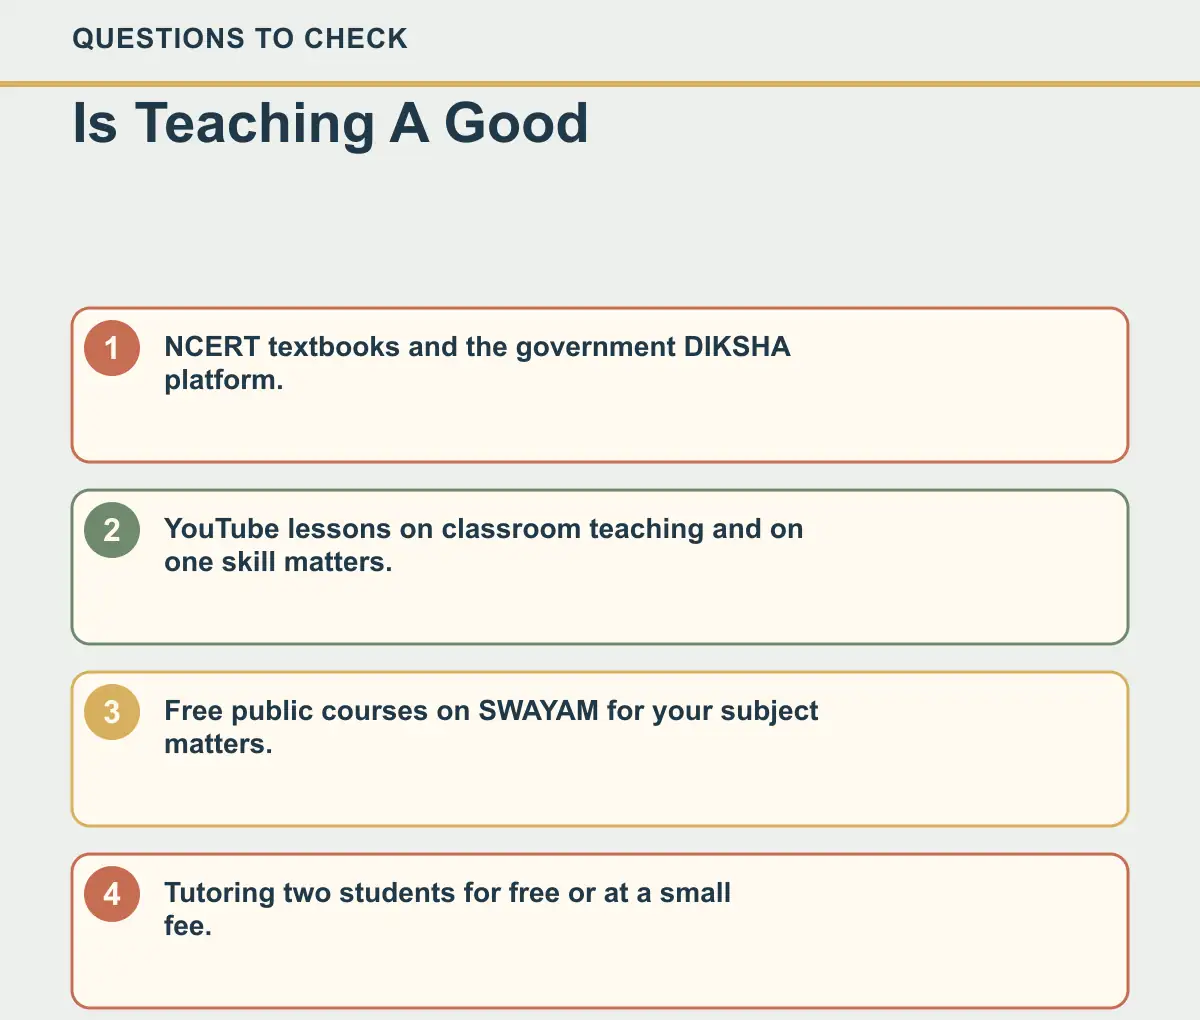 QUESTIONS TO CHECK
Is Teaching A Good
1
NCERT textbooks and the government DIKSHA
platform.
2
YouTube lessons on classroom teaching and on
one skill matters.
3
Free public courses on SWAYAM for your subject
matters.
4
Tutoring two students for free or at a small
fee.